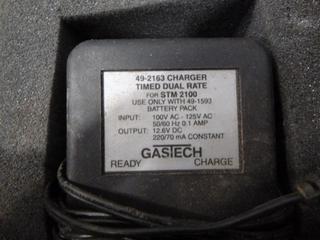 49-2163 CHARGER
TIMED DUAL RATE
FOR STM 2100
USE ONLY WITH 49-1593
BATTERY PACK
INPUT: 100V AC - 125V AC
50/60 Hz 0.1 AMP
OUTPUT: 12.6V DC
220/70 mA CONSTANT
GASTECH
READY CHARGE